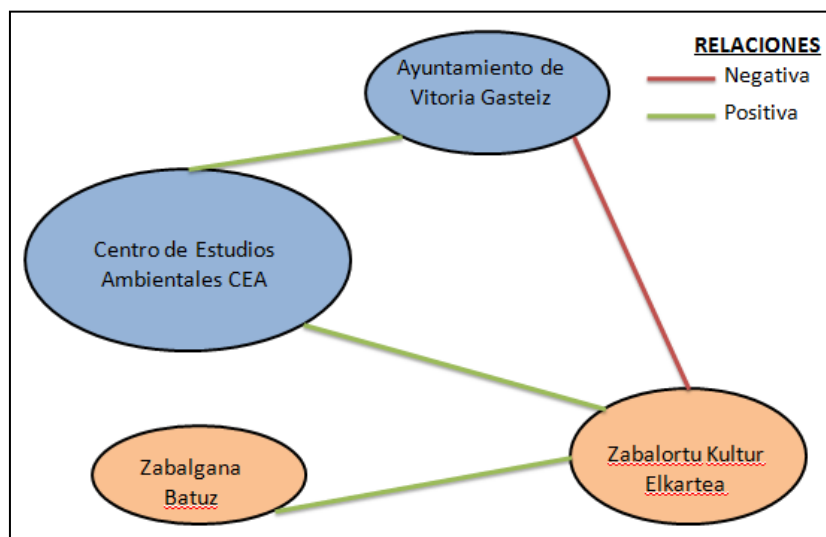 RELACIONES
Negativa
Positiva
Ayuntamiento de
Vitoria Gasteiz
Centro de Estudios
Ambientales CEA
Zabalgana
Batuz
Zabalortu Kultur
Elkartea